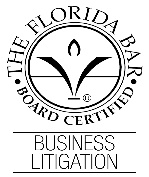 THE FLORIDA BAR
BOARD CERTIFIED
®
BUSINESS
LITIGATION